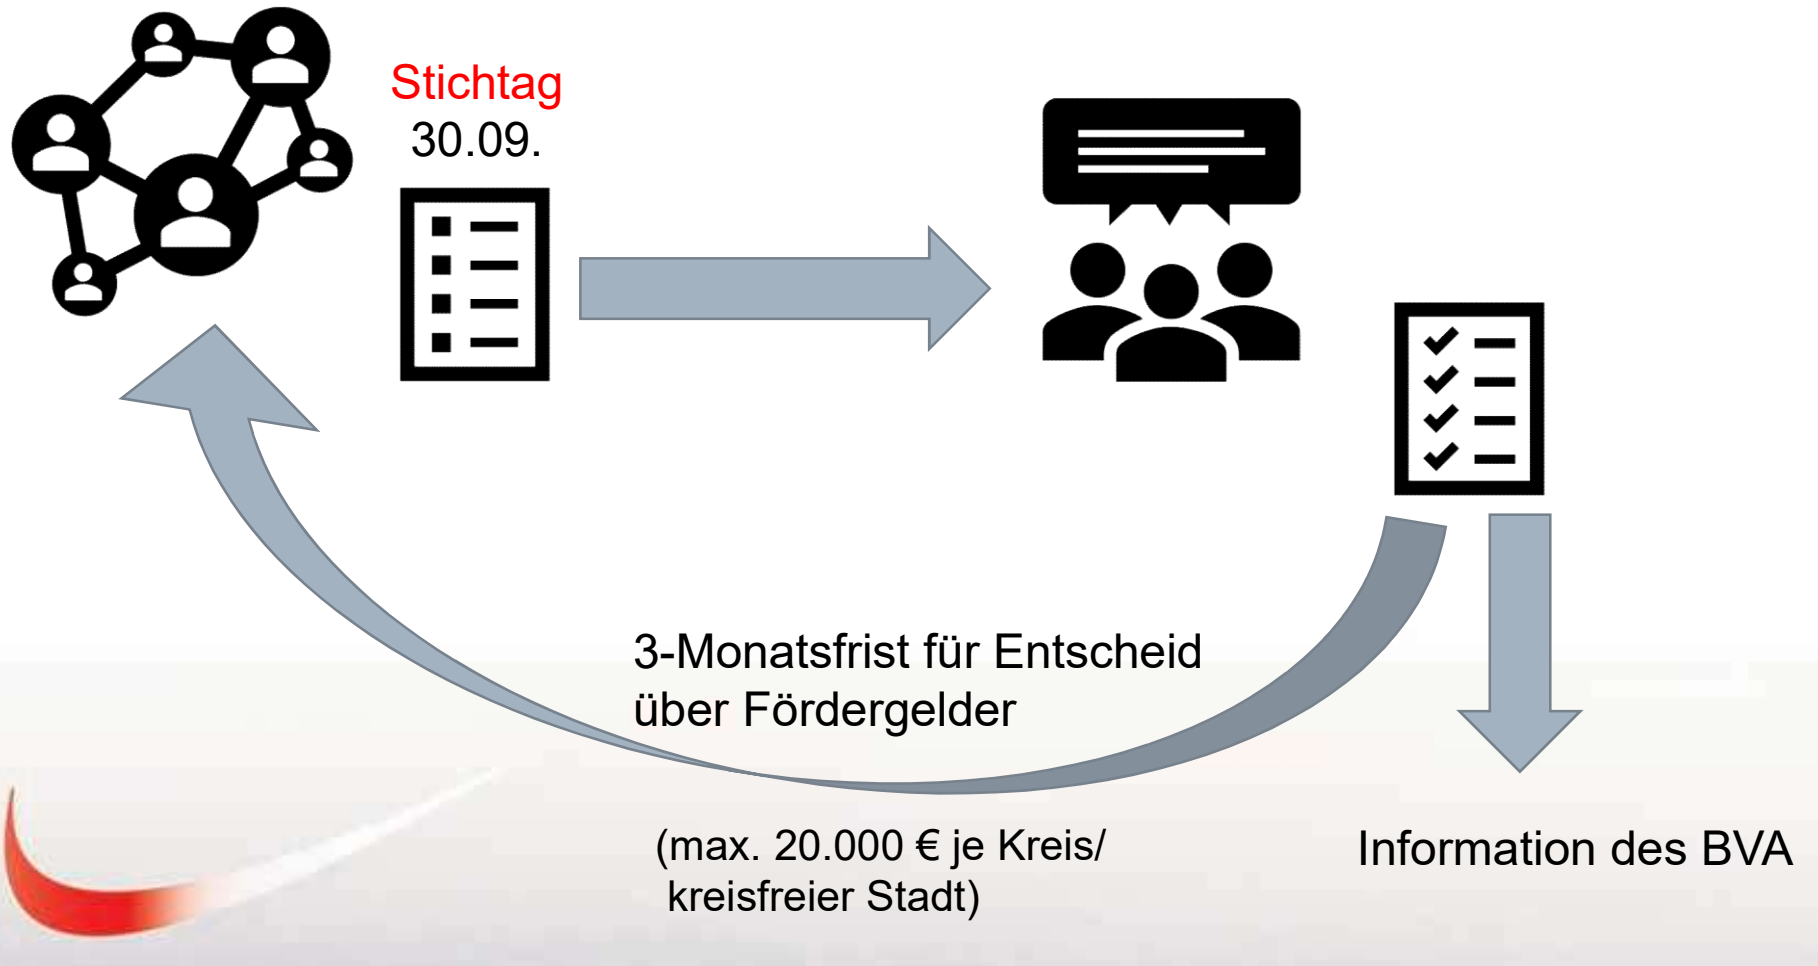 Stichtag
30.09.
3-Monatsfrist für Entscheid
über Fördergelder
(max. 20.000 € je Kreis/
kreisfreier Stadt)
Information des BVA